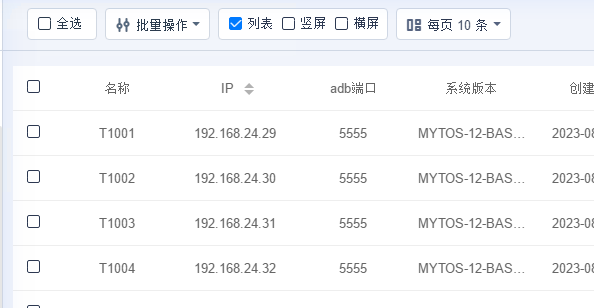 全选 批量操作 列表 竖屏 横屏 每页 10 条
名称 IP adb端口 系统版本 创建
T1001 192.168.24.29 5555 MYTOS-12-BAS... 2023-08
T1002 192.168.24.30 5555 MYTOS-12-BAS... 2023-08
T1003 192.168.24.31 5555 MYTOS-12-BAS... 2023-08
T1004 192.168.24.32 5555 MYTOS-12-BAS... 2023-08